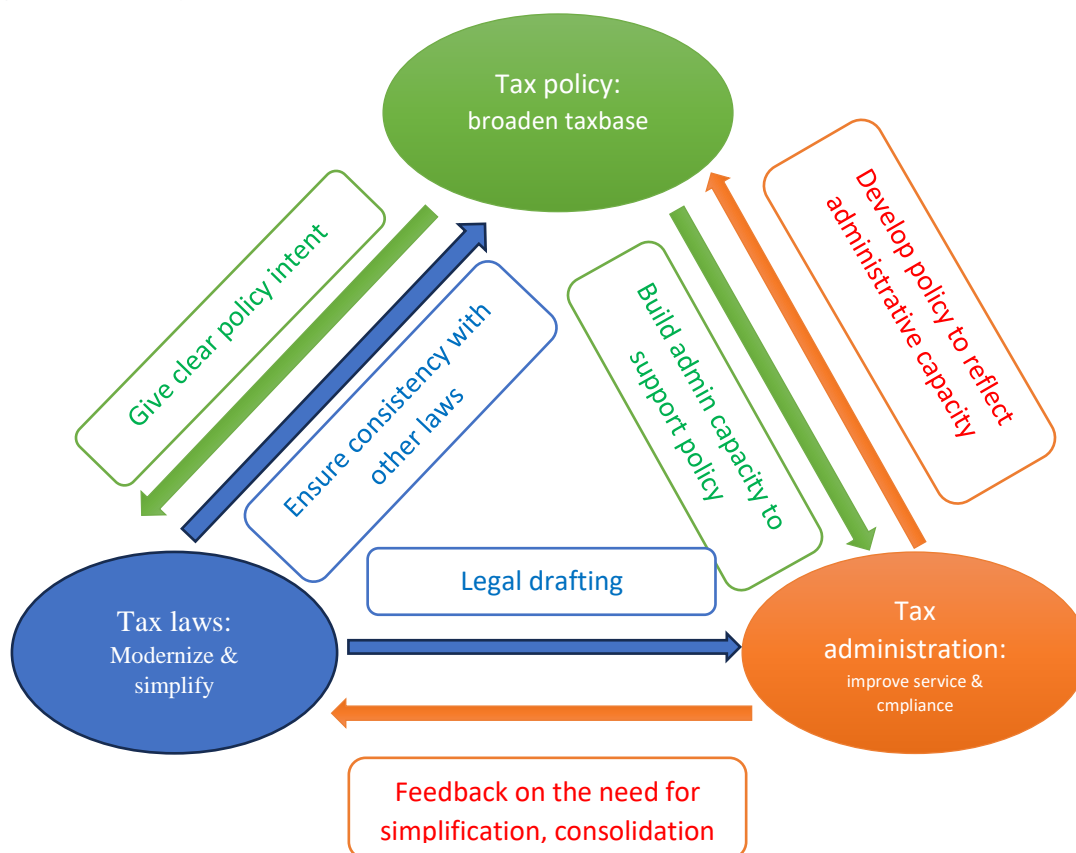 Tax policy:
broaden taxbase
Give clear policy intent
Ensure consistency with
other laws
Build admin capacity to
support policy
Develop policy to reflect
administrative capacity
Legal drafting
Tax laws:
Modernize &
simplify
Tax
administration:
improve service &
cmpliance
Feedback on the need for
simplification, consolidation